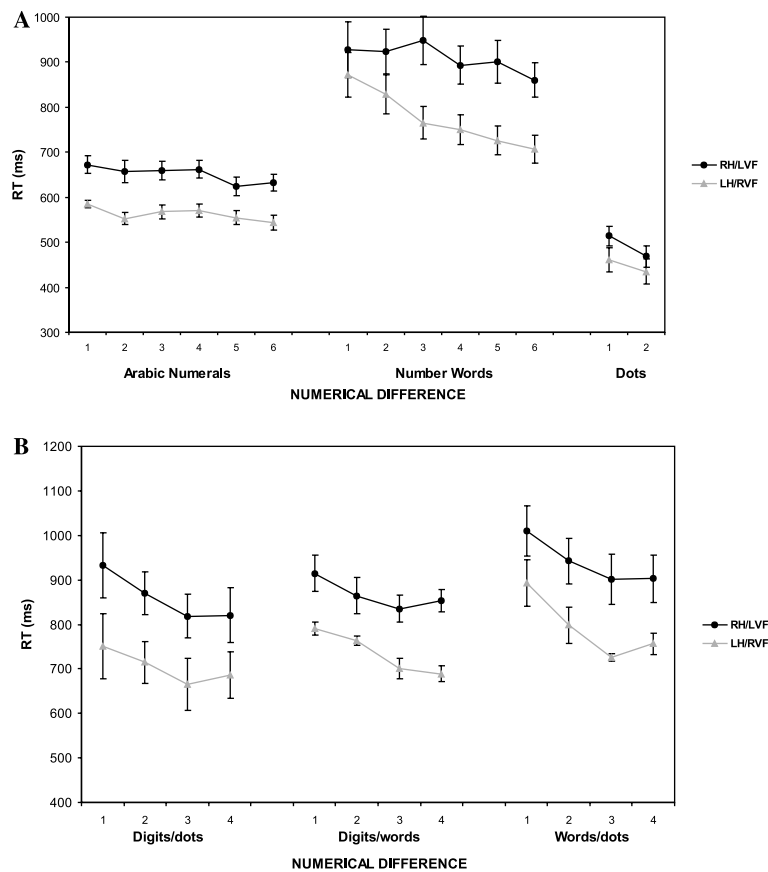 A
1000
900
800
700
600
500
400
300
RT (ms)
1 2 3 4 5 6 1 2 3 4 5 6 1 2
Arabic Numerals Number Words Dots
NUMERICAL DIFFERENCE
RH/LVF
LH/RVF
B
1200
1100
1000
900
800
700
600
500
400
RT (ms)
1 2 3 4 1 2 3 4 1 2 3 4
Digits/dots Digits/words Words/dots
NUMERICAL DIFFERENCE
RH/LVF
LH/RVF